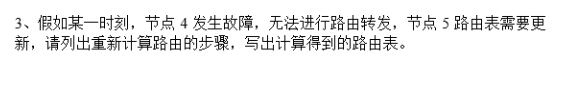 3、假如某一时刻，节点 4 发生故障，无法进行路由转发，节点 5 路由表需要更
新，请列出重新计算路由的步骤，写出计算得到的路由表。